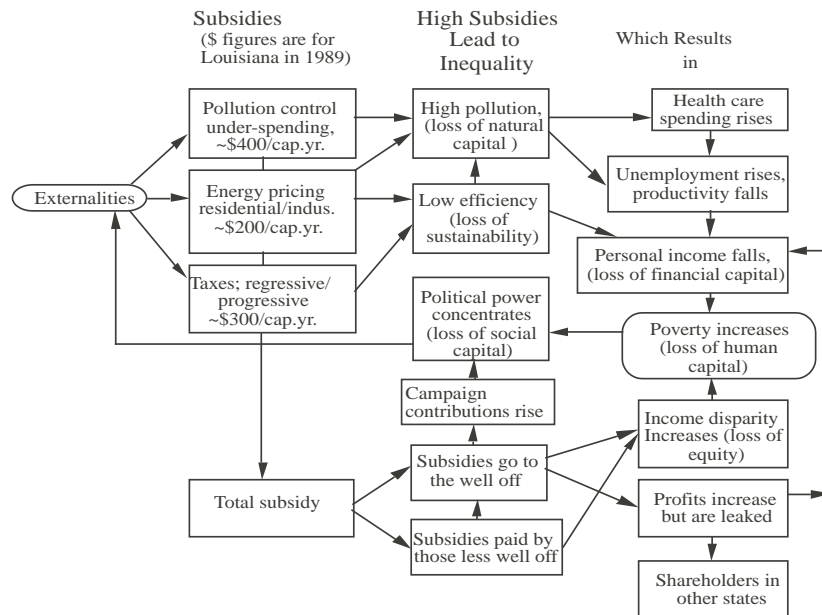 Subsidies
($ figures are for
Louisiana in 1989)
High Subsidies
Lead to
Inequality
Which Results
in
Pollution control
under-spending,
~$400/cap.yr.
High pollution,
(loss of natural
capital )
Health care
spending rises
Unemployment rises,
productivity falls
Externalities
Energy pricing
residential/indus.
~$200/cap.yr.
Low efficiency
(loss of
sustainability)
Personal income falls,
(loss of financial capital)
Taxes; regressive/
progressive
~$300/cap.yr.
Political power
concentrates
(loss of social
capital)
Poverty increases
(loss of human
capital)
Campaign
contributions rise
Income disparity
Increases (loss of
equity)
Total subsidy
Subsidies go to
the well off
Profits increase
but are leaked
Subsidies paid by
those less well off
Shareholders in
other states